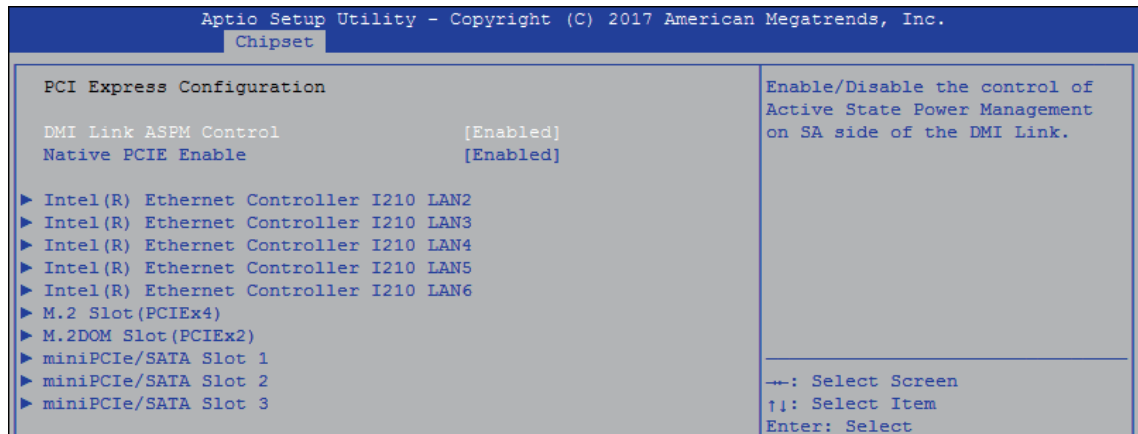 Aptio Setup Utility - Copyright (C) 2017 American Megatrends, Inc.
Chipset
PCI Express Configuration
DMI Link ASPM Control [Enabled]
Native PCIE Enable [Enabled]
► Intel(R) Ethernet Controller I210 LAN2
► Intel(R) Ethernet Controller I210 LAN3
► Intel(R) Ethernet Controller I210 LAN4
► Intel(R) Ethernet Controller I210 LAN5
► Intel(R) Ethernet Controller I210 LAN6
► M.2 Slot(PCIEx4)
► M.2DOM Slot(PCIEx2)
► miniPCIe/SATA Slot 1
► miniPCIe/SATA Slot 2
► miniPCIe/SATA Slot 3
Enable/Disable the control of
Active State Power Management
on SA side of the DMI Link.
→←: Select Screen
↑↓: Select Item
Enter: Select